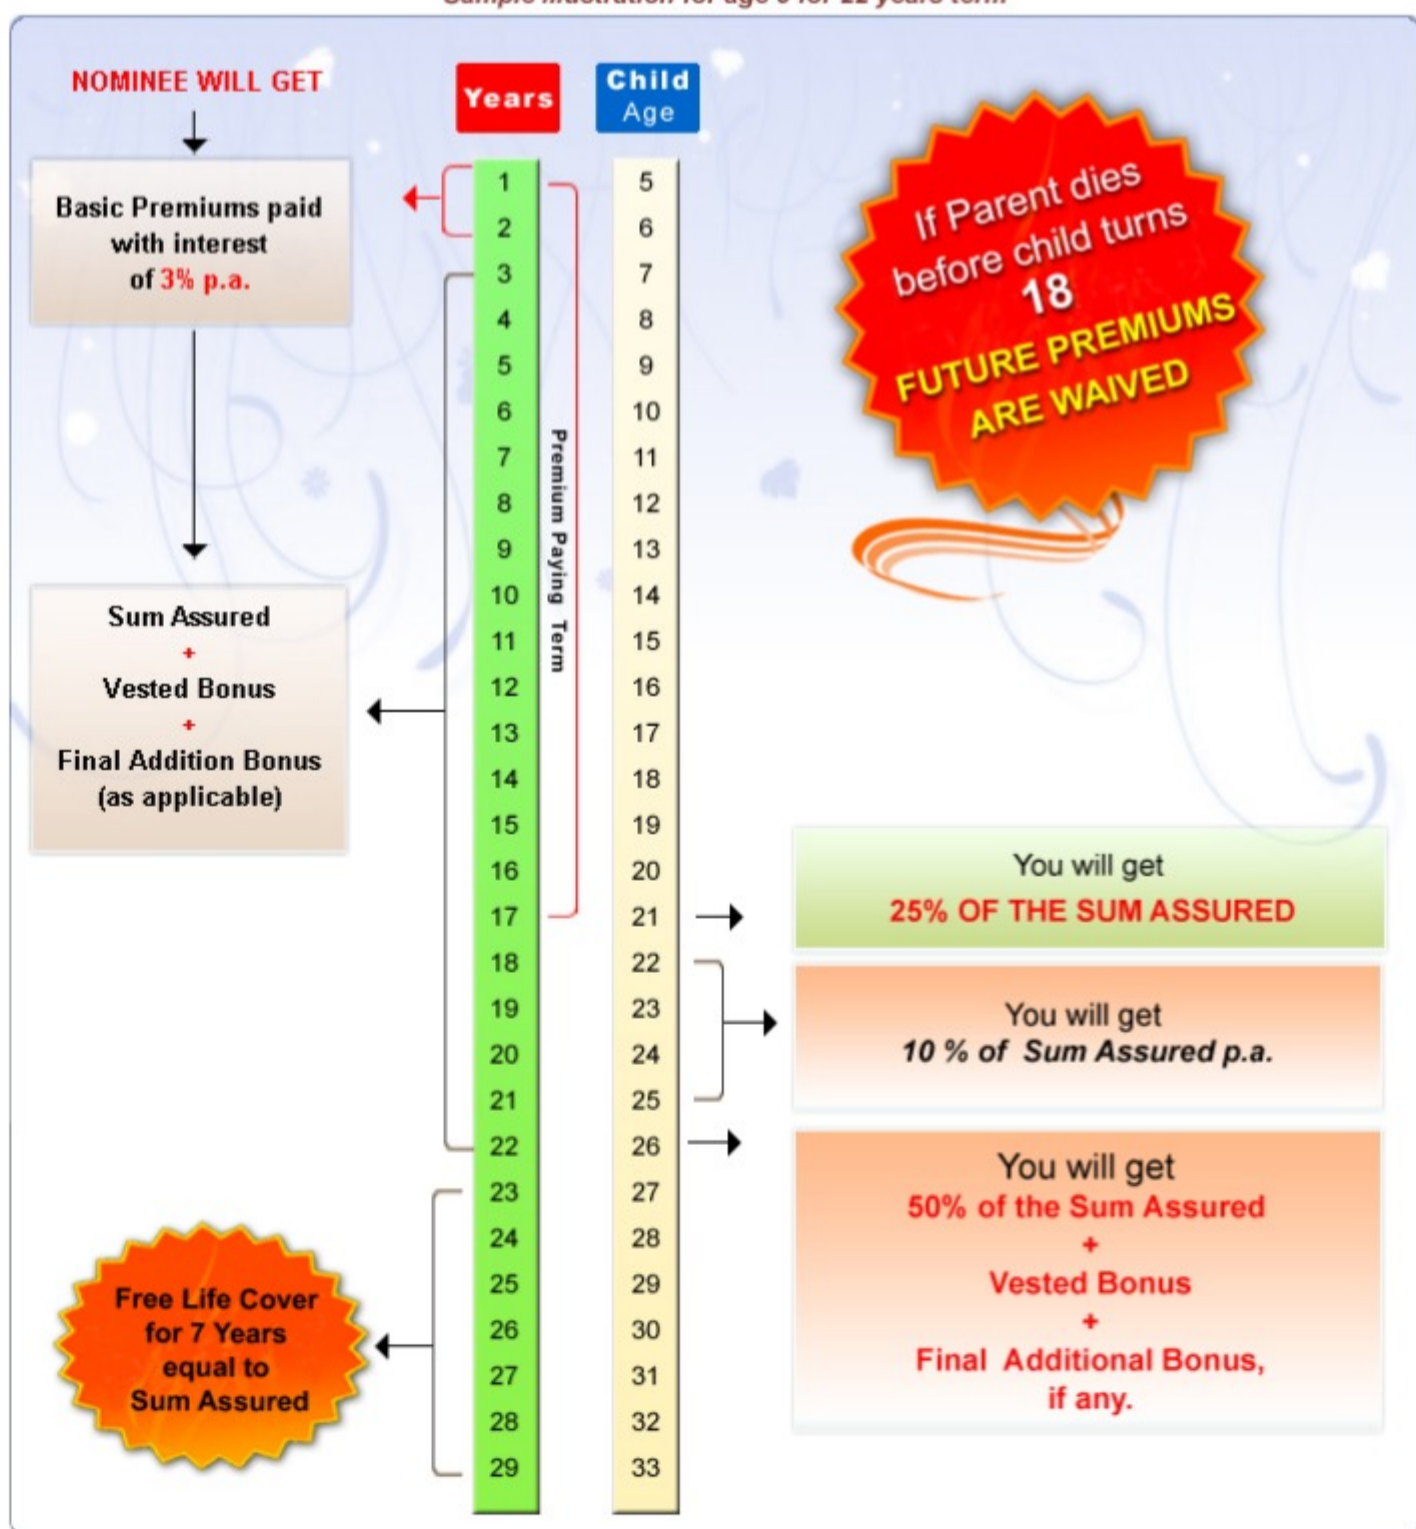 NOMINEE WILL GET
Basic Premiums paid
with interest
of 3% p.a.
Sum Assured
+
Vested Bonus
+
Final Addition Bonus
(as applicable)
Free Life Cover
for 7 Years
equal to
Sum Assured
Years
1
2
3
4
5
6
7
8
9
10
11
12
13
14
15
16
17
18
19
20
21
22
23
24
25
26
27
28
29
Premium Paying Term
Child
Age
5
6
7
8
9
10
11
12
13
14
15
16
17
18
19
20
21
22
23
24
25
26
27
28
29
30
31
32
33
If Parent dies
before child turns
18
FUTURE PREMIUMS
ARE WAIVED
You will get
25% OF THE SUM ASSURED
You will get
10 % of Sum Assured p.a.
You will get
50% of the Sum Assured
+
Vested Bonus
+
Final Additional Bonus,
if any.